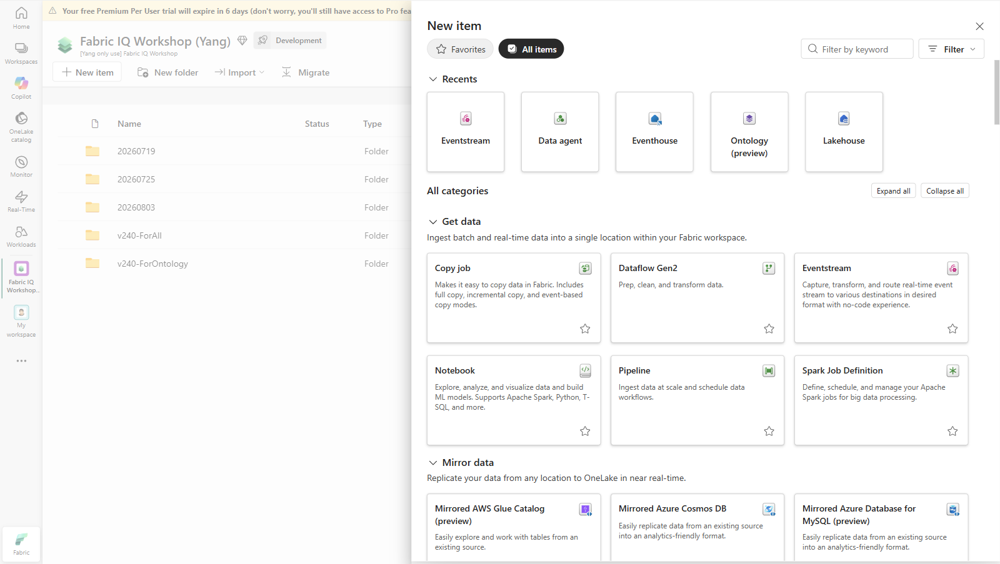 Home
Workspaces
Copilot
OneLake
catalog
Monitor
Real-Time
Workloads
Fabric IQ
Workshop...
My
workspace
Fabric
Your free Premium Per User trial will expire in 6 days (don't worry, you'll still have access to Pro fea
Fabric IQ Workshop (Yang)
Development
[Yang only use] Fabric IQ Workshop
New item
New folder
Import
Migrate
Name Status Type
20260719 Folder
20260725 Folder
20260803 Folder
v240-ForAll Folder
v240-ForOntology Folder
New item
Favorites
All items
Filter by keyword
Filter
Recents
Eventstream
Data agent
Eventhouse
Ontology
(preview)
Lakehouse
All categories
Expand all
Collapse all
Get data
Ingest batch and real-time data into a single location within your Fabric workspace.
Copy job
Makes it easy to copy data in Fabric. Includes
full copy, incremental copy, and event-based
copy modes.
Dataflow Gen2
Prep, clean, and transform data.
Eventstream
Capture, transform, and route real-time event
stream to various destinations in desired
format with no-code experience.
Notebook
Explore, analyze, and visualize data and build
ML models. Supports Apache Spark, Python, T-
SQL, and more.
Pipeline
Ingest data at scale and schedule data
workflows.
Spark Job Definition
Define, schedule, and manage your Apache
Spark jobs for big data processing.
Mirror data
Replicate your data from any location to OneLake in near real-time.
Mirrored AWS Glue Catalog
(preview)
Easily explore and work with tables from an
existing source.
Mirrored Azure Cosmos DB
Easily replicate data from an existing source
into an analytics-friendly format.
Mirrored Azure Database for
MySQL (preview)
Easily replicate data from an existing source
into an analytics-friendly format.